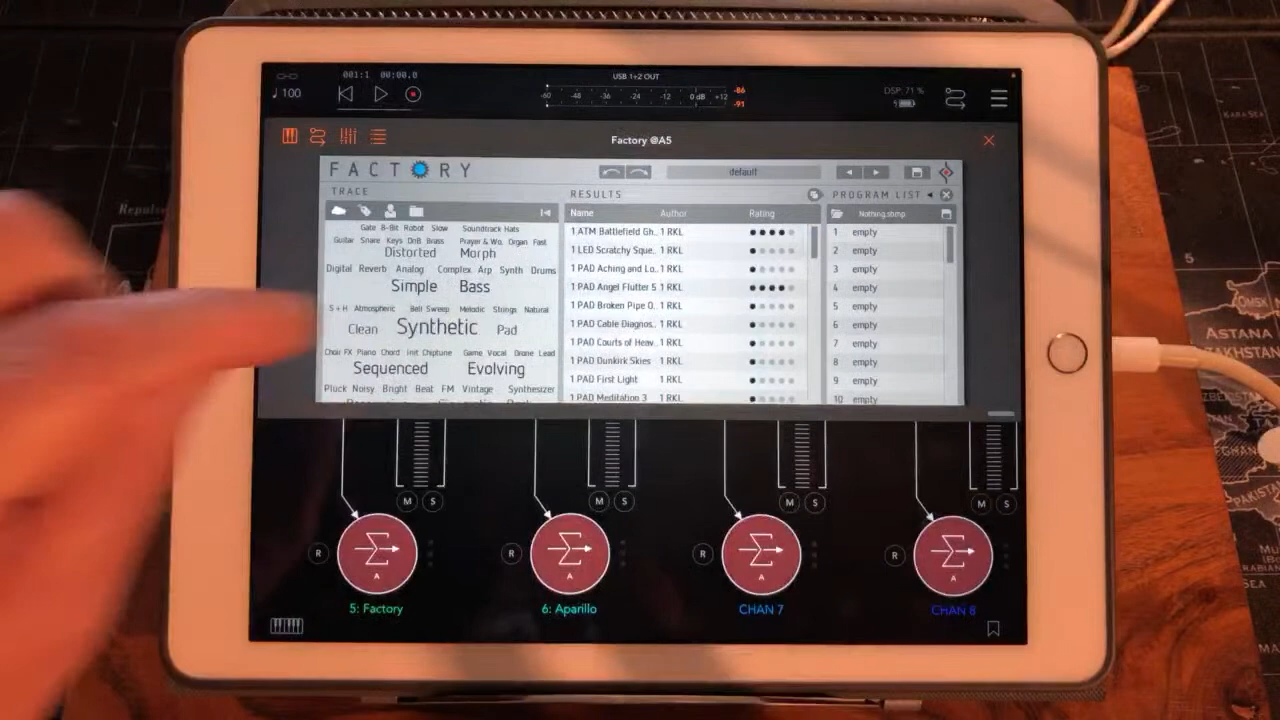 001:1 00:00.0
USB 1+2 OUT
-86
♩ 100
-60 -48 -36 -24 -12 0 dB +12
-91
DSP: 71 %
Factory @A5
FACTORY
default
TRACE
RESULTS
PROGRAM LIST
Name Author Rating
Nothing.sbmp
Gate 8-Bit Robot Slow Soundtrack Hats
Guitar Snare Keys DnB Brass Prayer & Wo. Organ Fast
Distorted Morph
Digital Reverb Analog Complex Arp Synth Drums
Simple Bass
S + H Atmospheric Bell Sweep Melodic Strings Natural
Clean Synthetic Pad
Choir FX Piano Chord Init Chiptune Game Vocal Drone Lead
Sequenced Evolving
Pluck Noisy Bright Beat FM Vintage Synthesizer
1 ATM Battlefield Gh.. 1 RKL
1 LED Scratchy Sque.. 1 RKL
1 PAD Aching and Lo.. 1 RKL
1 PAD Angel Flutter 5 1 RKL
1 PAD Broken Pipe O.. 1 RKL
1 PAD Cable Diagnos.. 1 RKL
1 PAD Courts of Heav.. 1 RKL
1 PAD Dunkirk Skies 1 RKL
1 PAD First Light 1 RKL
1 PAD Meditation 3 1 RKL
1 empty
2 empty
3 empty
4 empty
5 empty
6 empty
7 empty
8 empty
9 empty
10 empty
M S M S M S M S
R A R A R A R A
5: Factory 6: Aparillo CHAN 7 CHAN 8
Repulse
5
OMSK
ASTANA
KARAGA
TAKHSTAN
PAKISTAN
SEA